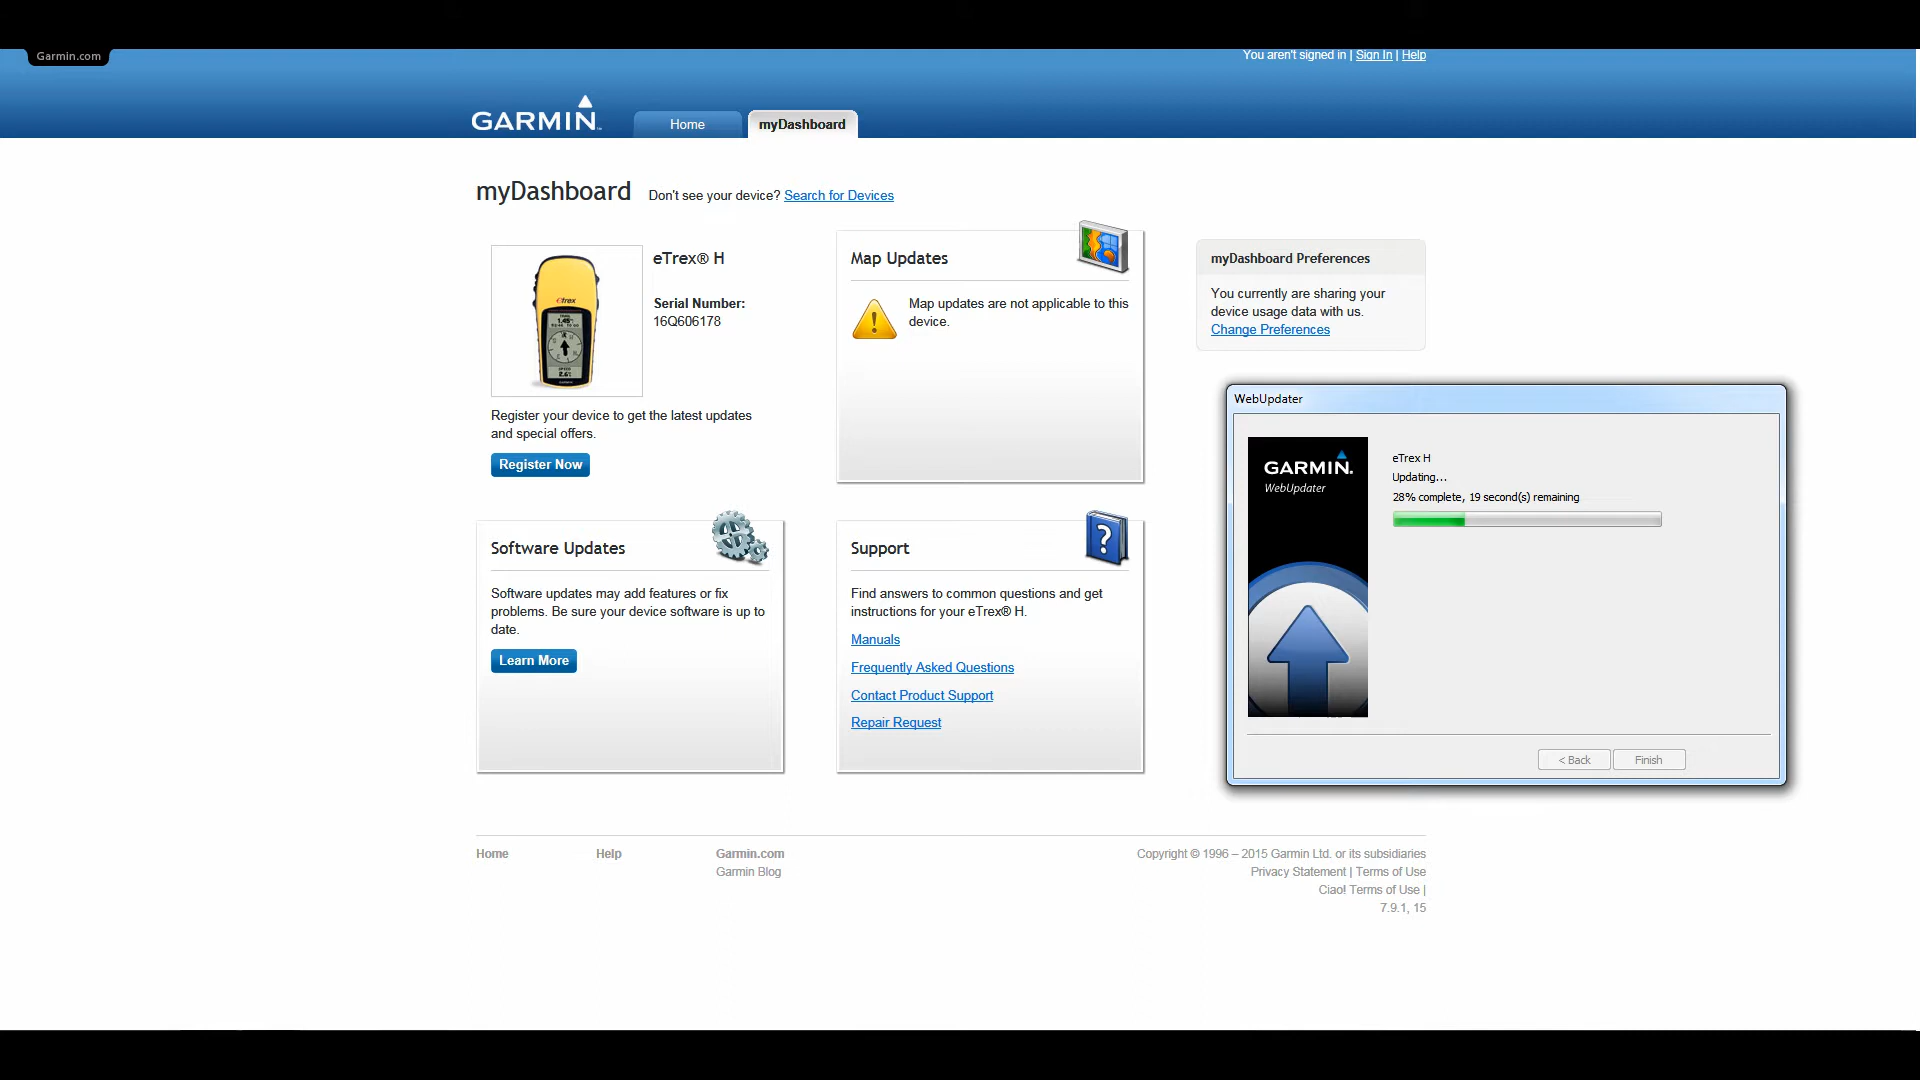 Garmin.com
You aren't signed in | Sign In | Help
GARMIN
Home
myDashboard
myDashboard Don't see your device? Search for Devices
eTrex® H
Serial Number:
16Q606178
Register your device to get the latest updates
and special offers.
Register Now
Map Updates
Map updates are not applicable to this
device.
myDashboard Preferences
You currently are sharing your
device usage data with us.
Change Preferences
Software Updates
Software updates may add features or fix
problems. Be sure your device software is up to
date.
Learn More
Support
Find answers to common questions and get
instructions for your eTrex® H.
Manuals
Frequently Asked Questions
Contact Product Support
Repair Request
WebUpdater
GARMIN.
WebUpdater
eTrex H
Updating...
28% complete, 19 second(s) remaining
< Back
Finish
Home
Help
Garmin.com
Garmin Blog
Copyright © 1996 – 2015 Garmin Ltd. or its subsidiaries
Privacy Statement | Terms of Use
Ciao! Terms of Use |
7.9.1, 15